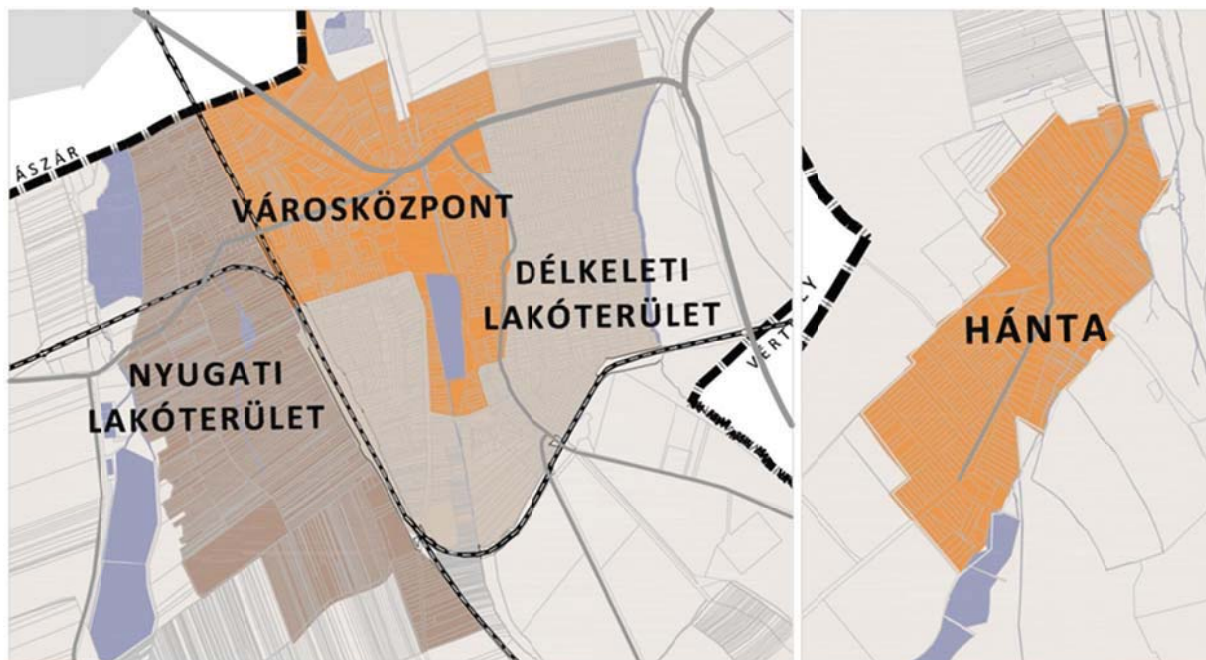 ÁSZÁR
VÁROSKÖZPONT
DÉLKELETI
LAKÓTERÜLET
NYUGATI
LAKÓTERÜLET
HÁNTA